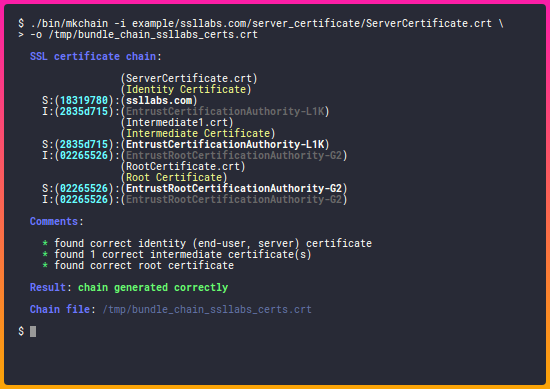 $ ./bin/mkchain -i example/ssllabs.com/server_certificate/ServerCertificate.crt \
> -o /tmp/bundle_chain_ssllabs_certs.crt
SSL certificate chain:
(ServerCertificate.crt)
(Identity Certificate)
S:(18319780):(ssllabs.com)
I:(2835d715):(EntrustCertificationAuthority-L1K)
(Intermediate1.crt)
(Intermediate Certificate)
S:(2835d715):(EntrustCertificationAuthority-L1K)
I:(02265526):(EntrustRootCertificationAuthority-G2)
(RootCertificate.crt)
(Root Certificate)
S:(02265526):(EntrustRootCertificationAuthority-G2)
I:(02265526):(EntrustRootCertificationAuthority-G2)
Comments:
* found correct identity (end-user, server) certificate
* found 1 correct intermediate certificate(s)
* found correct root certificate
Result: chain generated correctly
Chain file: /tmp/bundle_chain_ssllabs_certs.crt
$